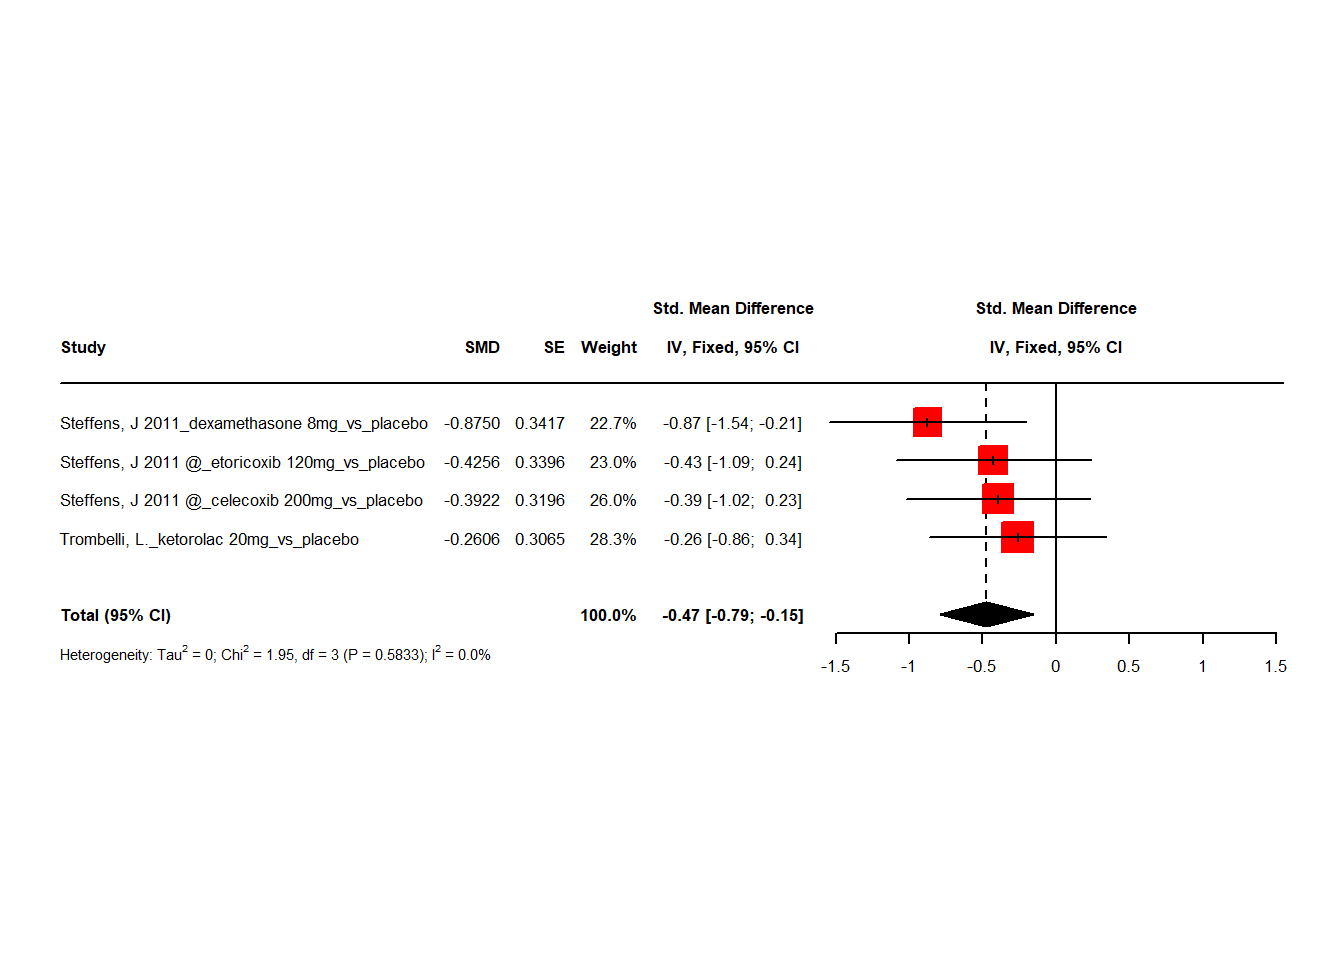 Std. Mean Difference Std. Mean Difference
Study SMD SE Weight IV, Fixed, 95% CI IV, Fixed, 95% CI
Steffens, J 2011_dexamethasone 8mg_vs_placebo -0.8750 0.3417 22.7% -0.87 [-1.54; -0.21]
Steffens, J 2011 @_etoricoxib 120mg_vs_placebo -0.4256 0.3396 23.0% -0.43 [-1.09; 0.24]
Steffens, J 2011 @_celecoxib 200mg_vs_placebo -0.3922 0.3196 26.0% -0.39 [-1.02; 0.23]
Trombelli, L._ketorolac 20mg_vs_placebo -0.2606 0.3065 28.3% -0.26 [-0.86; 0.34]
Total (95% CI) 100.0% -0.47 [-0.79; -0.15]
Heterogeneity: Tau² = 0; Chi² = 1.95, df = 3 (P = 0.5833); I² = 0.0%
-1.5 -1 -0.5 0 0.5 1 1.5